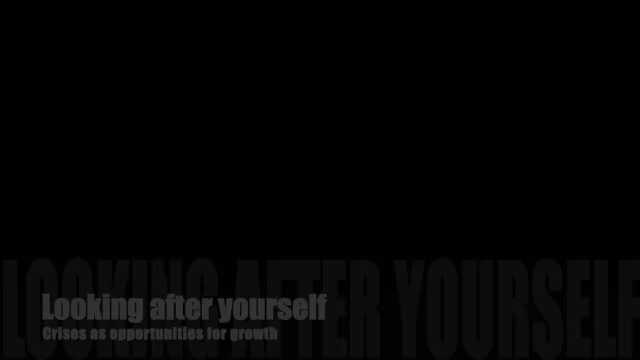 LOOKING AFTER YOURSELF
Looking after yourself
Crises as opportunities for growth